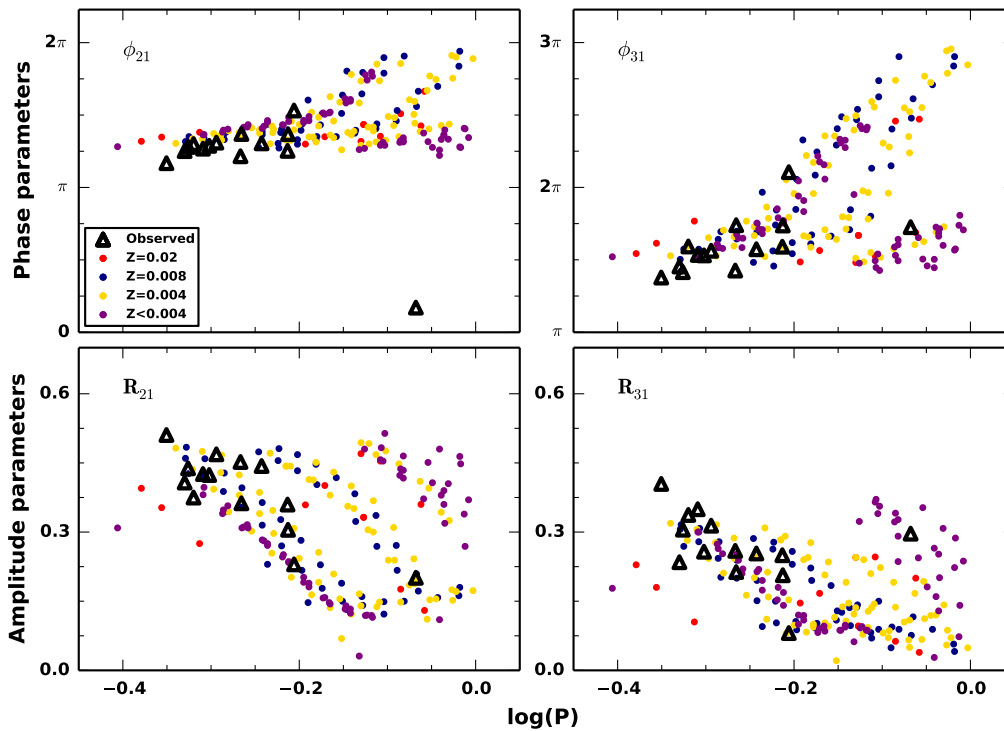 2π
π
0
Phase parameters
ϕ21
Observed
Z=0.02
Z=0.008
Z=0.004
Z<0.004
3π
2π
π
ϕ31
0.6
0.3
0.0
Amplitude parameters
R21
−0.4
−0.2
0.0
0.6
0.3
0.0
R31
−0.4
−0.2
0.0
log(P)